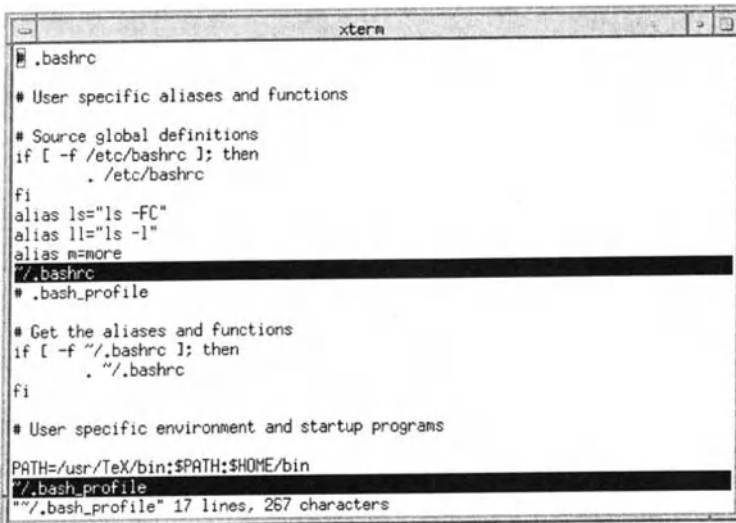 xterm
# .bashrc
# User specific aliases and functions
# Source global definitions
if [ -f /etc/bashrc ]; then
        . /etc/bashrc
fi
alias ls="ls -FC"
alias ll="ls -l"
alias m=more
~/.bashrc
# .bash_profile
# Get the aliases and functions
if [ -f ~/.bashrc ]; then
        . ~/.bashrc
fi
# User specific environment and startup programs
PATH=/usr/TeX/bin:$PATH:$HOME/bin
~/.bash_profile
"~/.bash_profile" 17 lines, 267 characters